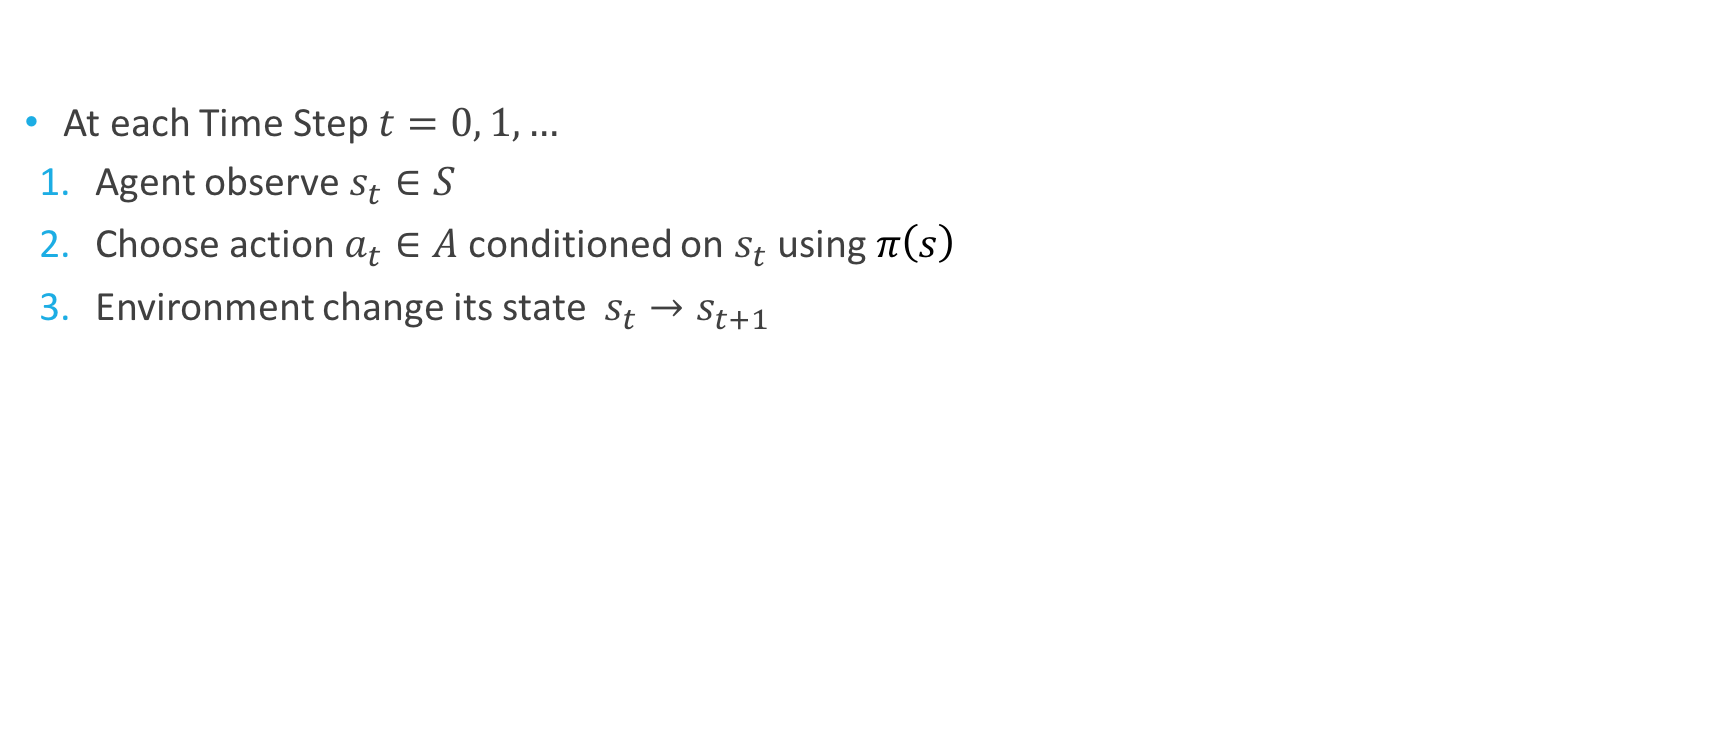 • At each Time Step t = 0, 1, ...
1. Agent observe s_t ∈ S
2. Choose action a_t ∈ A conditioned on s_t using π(s)
3. Environment change its state s_t → s_{t+1}